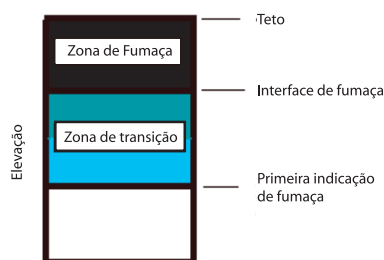 Teto
Zona de Fumaça
Interface de fumaça
Zona de transição
Elevação
Primeira indicação
de fumaça